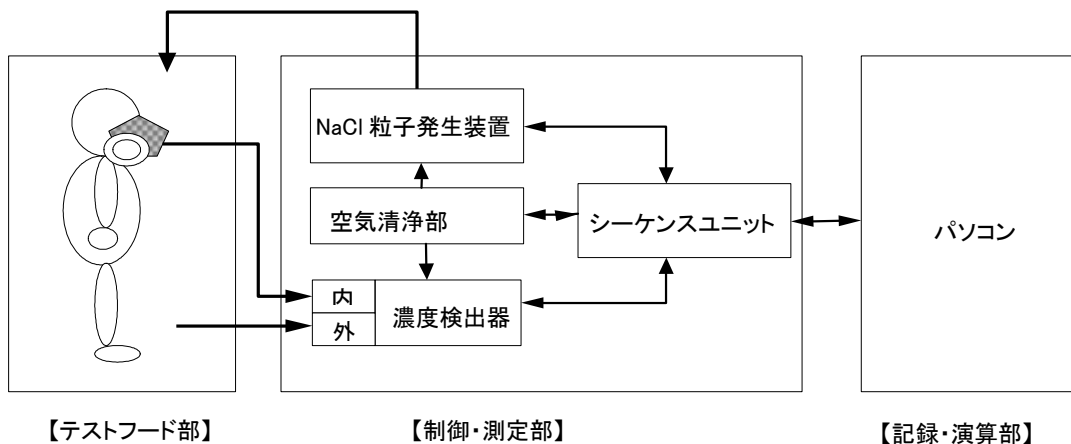 NaCl 粒子発生装置
空気清浄部
シーケンスユニット
パソコン
内
外
濃度検出器
【テストフード部】
【制御・測定部】
【記録・演算部】